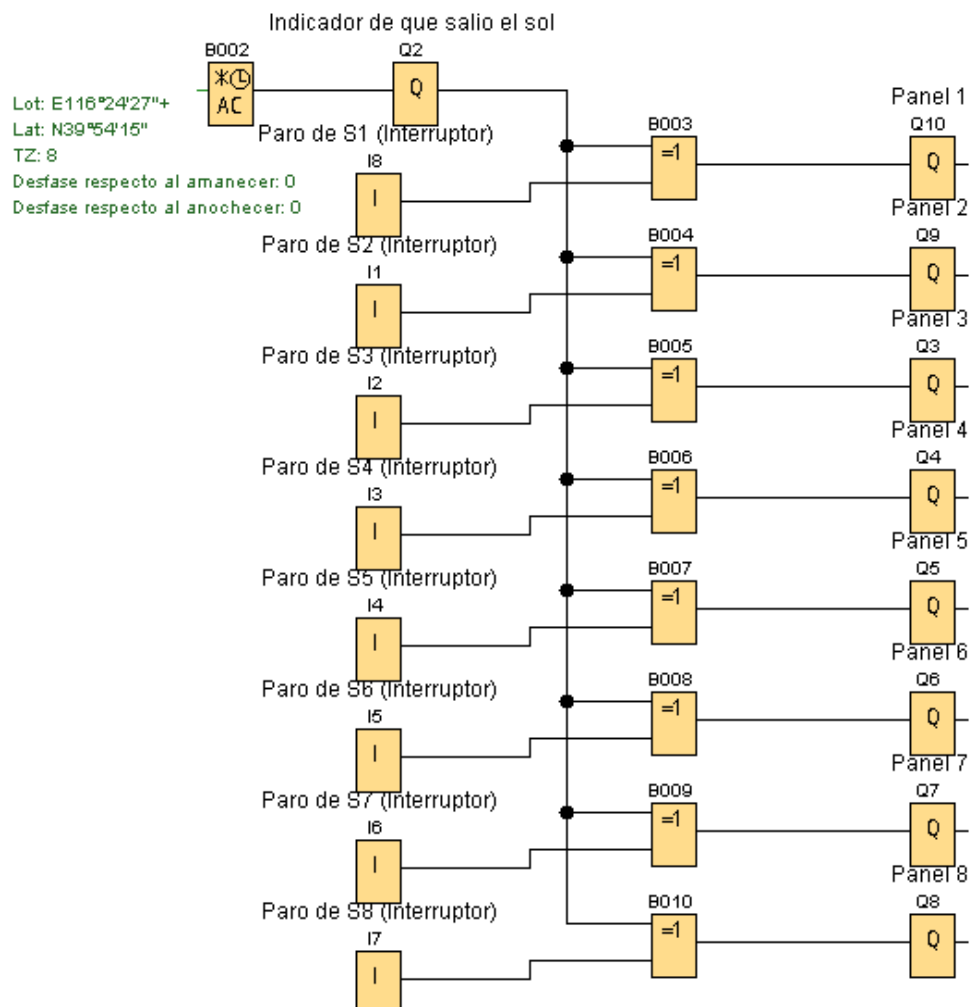 Indicador de que salio el sol
B002
Q2
AC
Q
Lot: E116°24'27"+
Lat: N39°54'15"
TZ: 8
Desfase respecto al amanecer: 0
Desfase respecto al anochecer: 0
Paro de S1 (Interruptor)
I8
I
B003
=1
Panel 1
Q10
Q
Paro de S2 (Interruptor)
I1
I
B004
=1
Panel 2
Q9
Q
Paro de S3 (Interruptor)
I2
I
B005
=1
Panel 3
Q3
Q
Paro de S4 (Interruptor)
I3
I
B006
=1
Panel 4
Q4
Q
Paro de S5 (Interruptor)
I4
I
B007
=1
Panel 5
Q5
Q
Paro de S6 (Interruptor)
I5
I
B008
=1
Panel 6
Q6
Q
Paro de S7 (Interruptor)
I6
I
B009
=1
Panel 7
Q7
Q
Paro de S8 (Interruptor)
I7
I
B010
=1
Panel 8
Q8
Q